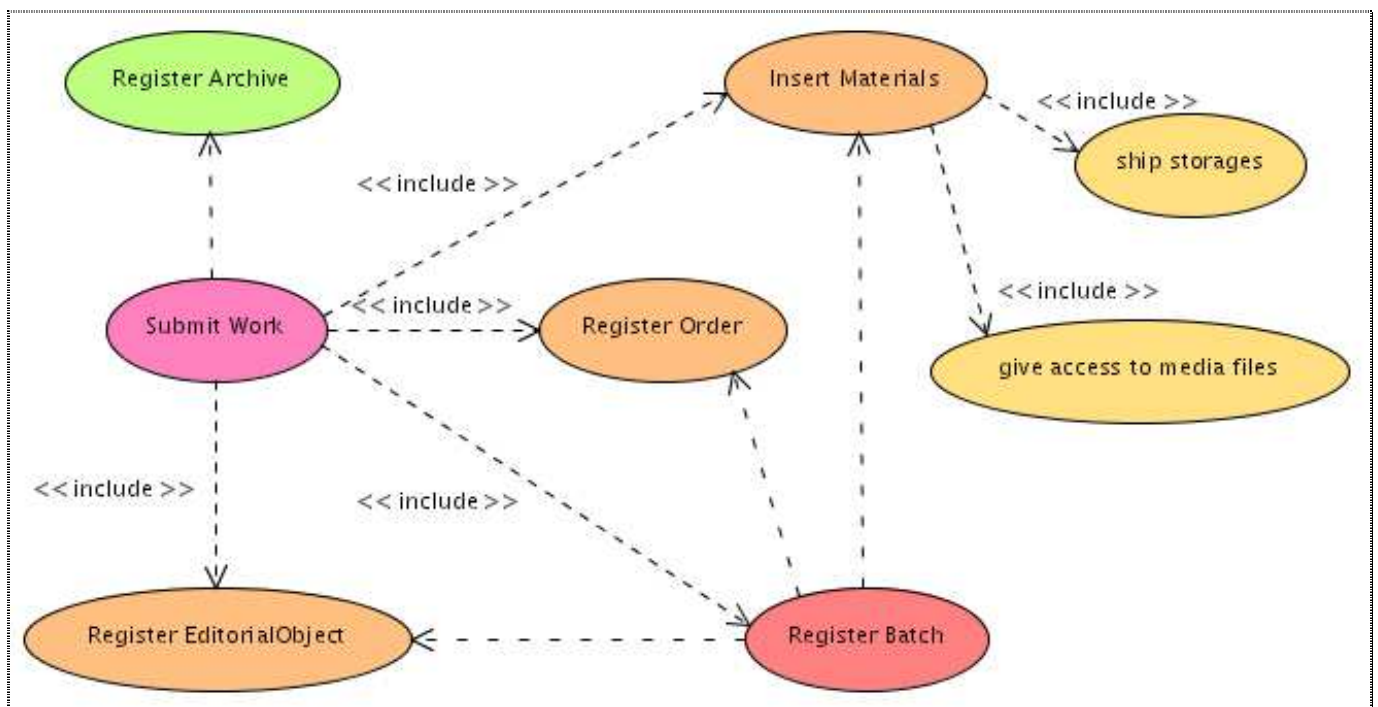 Register Archive
Insert Materials
<< include >>
ship storages
<< include >>
<< include >>
<< include >>
Submit Work
Register Order
give access to media files
<< include >>
<< include >>
Register EditorialObject
Register Batch